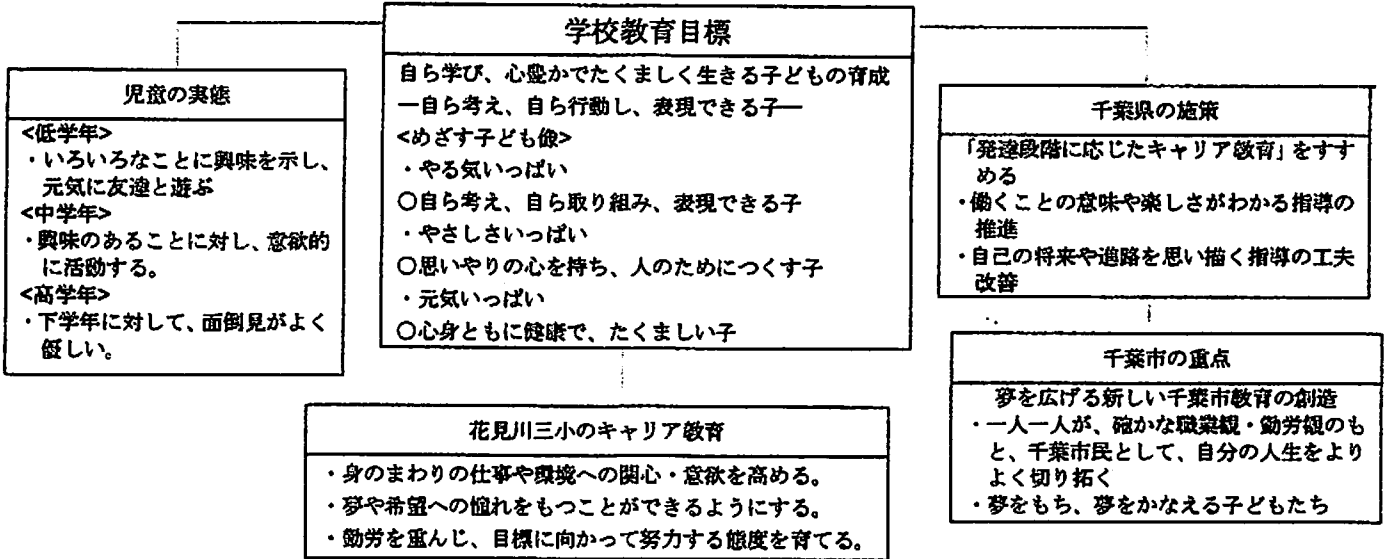 学校教育目標
自ら学び、心豊かでたくましく生きる子どもの育成
―自ら考え、自ら行動し、表現できる子―
<めざす子ども像>
・やる気いっぱい
○自ら考え、自ら取り組み、表現できる子
・やさしさいっぱい
○思いやりの心を持ち、人のためにつくす子
・元気いっぱい
○心身ともに健康で、たくましい子
児童の実態
<低学年>
・いろいろなことに興味を示し、
元気に友達と遊ぶ
<中学年>
・興味のあることに対し、意欲的
に活動する。
<高学年>
・下学年に対して、面倒見がよく
優しい。
千葉県の施策
「発達段階に応じたキャリア教育」をすす
める
・働くことの意味や楽しさがわかる指導の
推進
・自己の将来や進路を思い描く指導の工夫
改善
千葉市の重点
夢を広げる新しい千葉市教育の創造
・一人一人が、確かな職業観・勤労観のも
と、千葉市民として、自分の人生をより
よく切り拓く
・夢をもち、夢をかなえる子どもたち
花見川三小のキャリア教育
・身のまわりの仕事や環境への関心・意欲を高める。
・夢や希望への憧れをもつことができるようにする。
・勤労を重んじ、目標に向かって努力する態度を育てる。